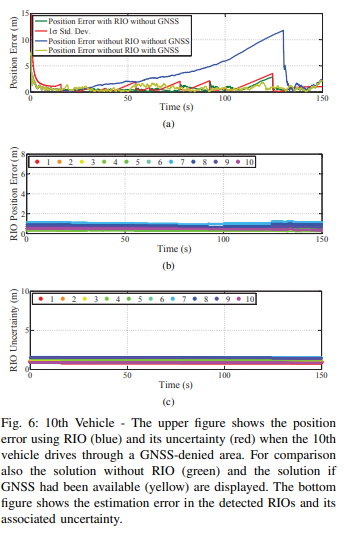 15
10
5
0
0
50
100
150
Position Error (m)
Position Error with RIO without GNSS
1σ Std. Dev.
Position Error without RIO without GNSS
Position Error without RIO with GNSS
Time (s)
(a)
8
6
4
2
0
0
50
100
150
RIO Position Error (m)
1 2 3 4 5 6 7 8 9 10
Time (s)
(b)
10
5
0
0
50
100
150
RIO Uncertainty (m)
1 2 3 4 5 6 7 8 9 10
Time (s)
(c)
Fig. 6: 10th Vehicle - The upper figure shows the position
error using RIO (blue) and its uncertainty (red) when the 10th
vehicle drives through a GNSS-denied area. For comparison
also the solution without RIO (green) and the solution if
GNSS had been available (yellow) are displayed. The bottom
figure shows the estimation error in the detected RIOs and its
associated uncertainty.